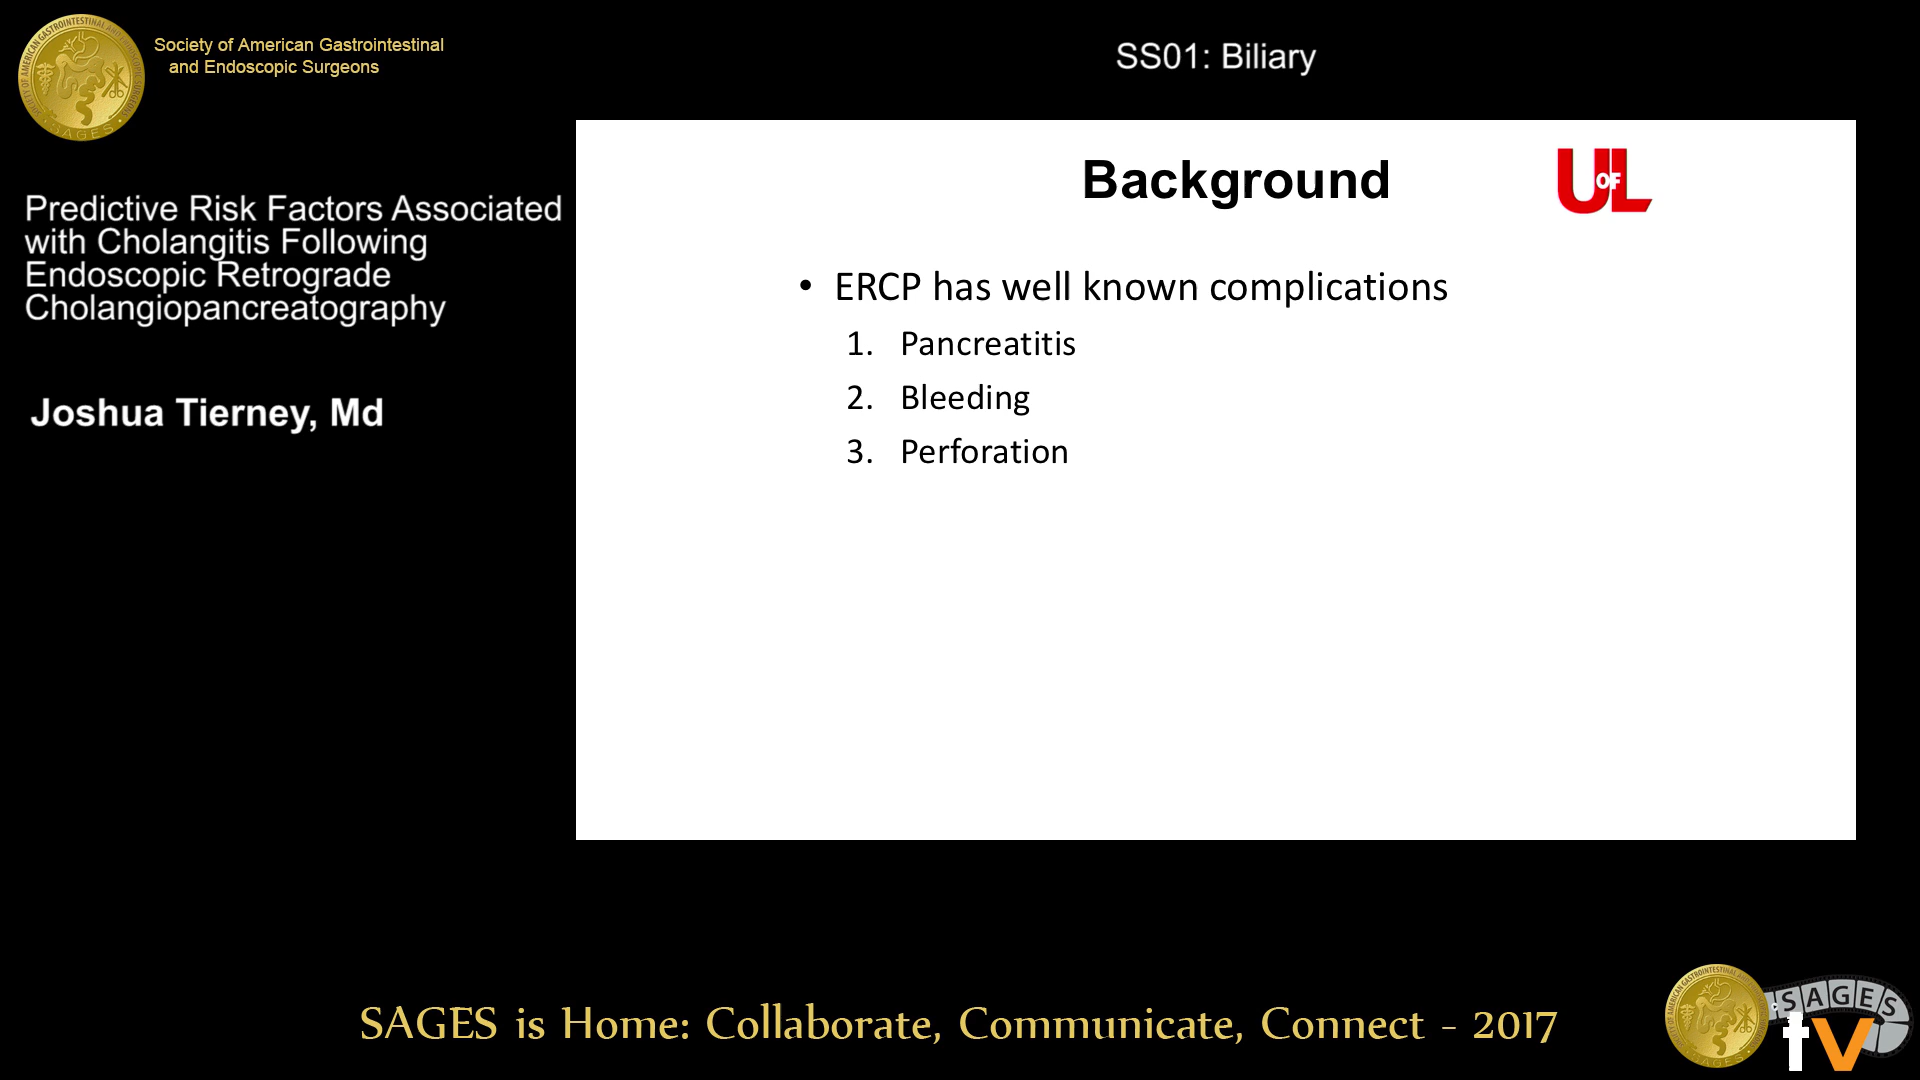 Society of American Gastrointestinal
and Endoscopic Surgeons
SS01: Biliary
Predictive Risk Factors Associated
with Cholangitis Following
Endoscopic Retrograde
Cholangiopancreatography
Joshua Tierney, Md
Background
U OF L
• ERCP has well known complications
1. Pancreatitis
2. Bleeding
3. Perforation
SAGES is Home: Collaborate, Communicate, Connect - 2017
SAGES
tv
SAGES